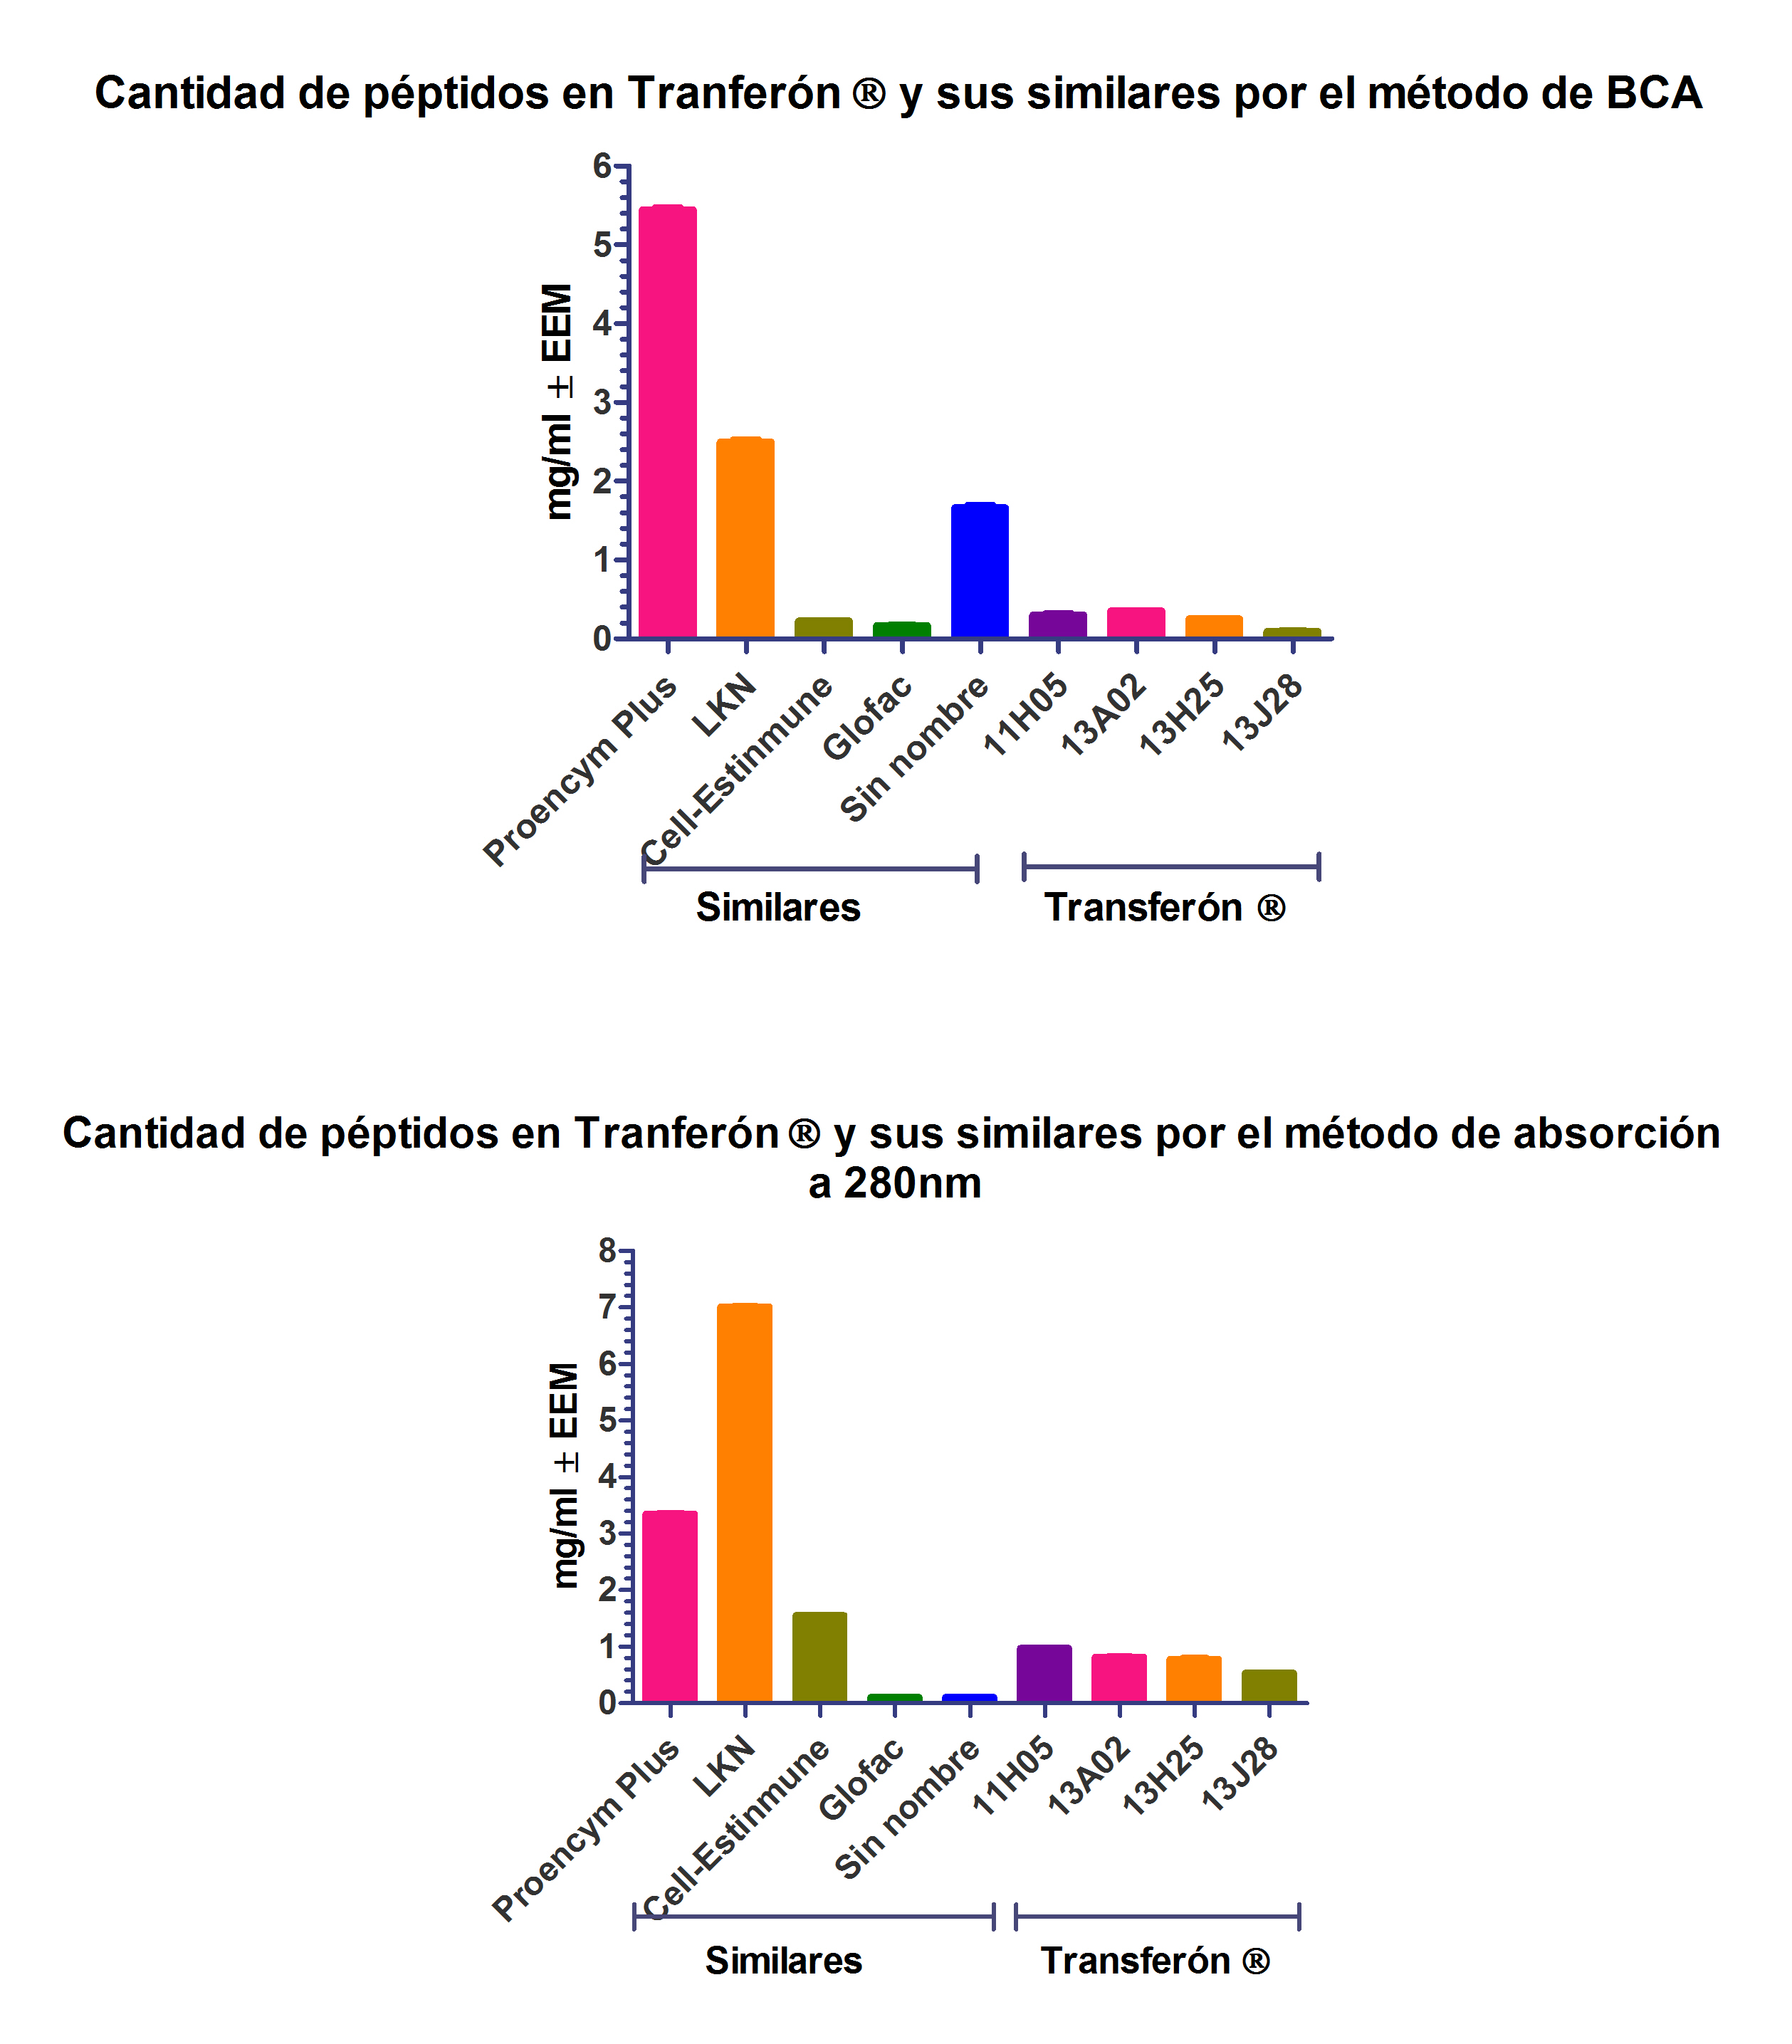 Cantidad de péptidos en Tranferón ® y sus similares por el método de BCA
mg/ml ± EEM
6
5
4
3
2
1
0
Proencym Plus
LKN
Cell-Estinmune
Glofac
Sin nombre
11H05
13A02
13H25
13J28
Similares
Transferón ®
Cantidad de péptidos en Tranferón ® y sus similares por el método de absorción
a 280nm
mg/ml ± EEM
8
7
6
5
4
3
2
1
0
Proencym Plus
LKN
Cell-Estinmune
Glofac
Sin nombre
11H05
13A02
13H25
13J28
Similares
Transferón ®